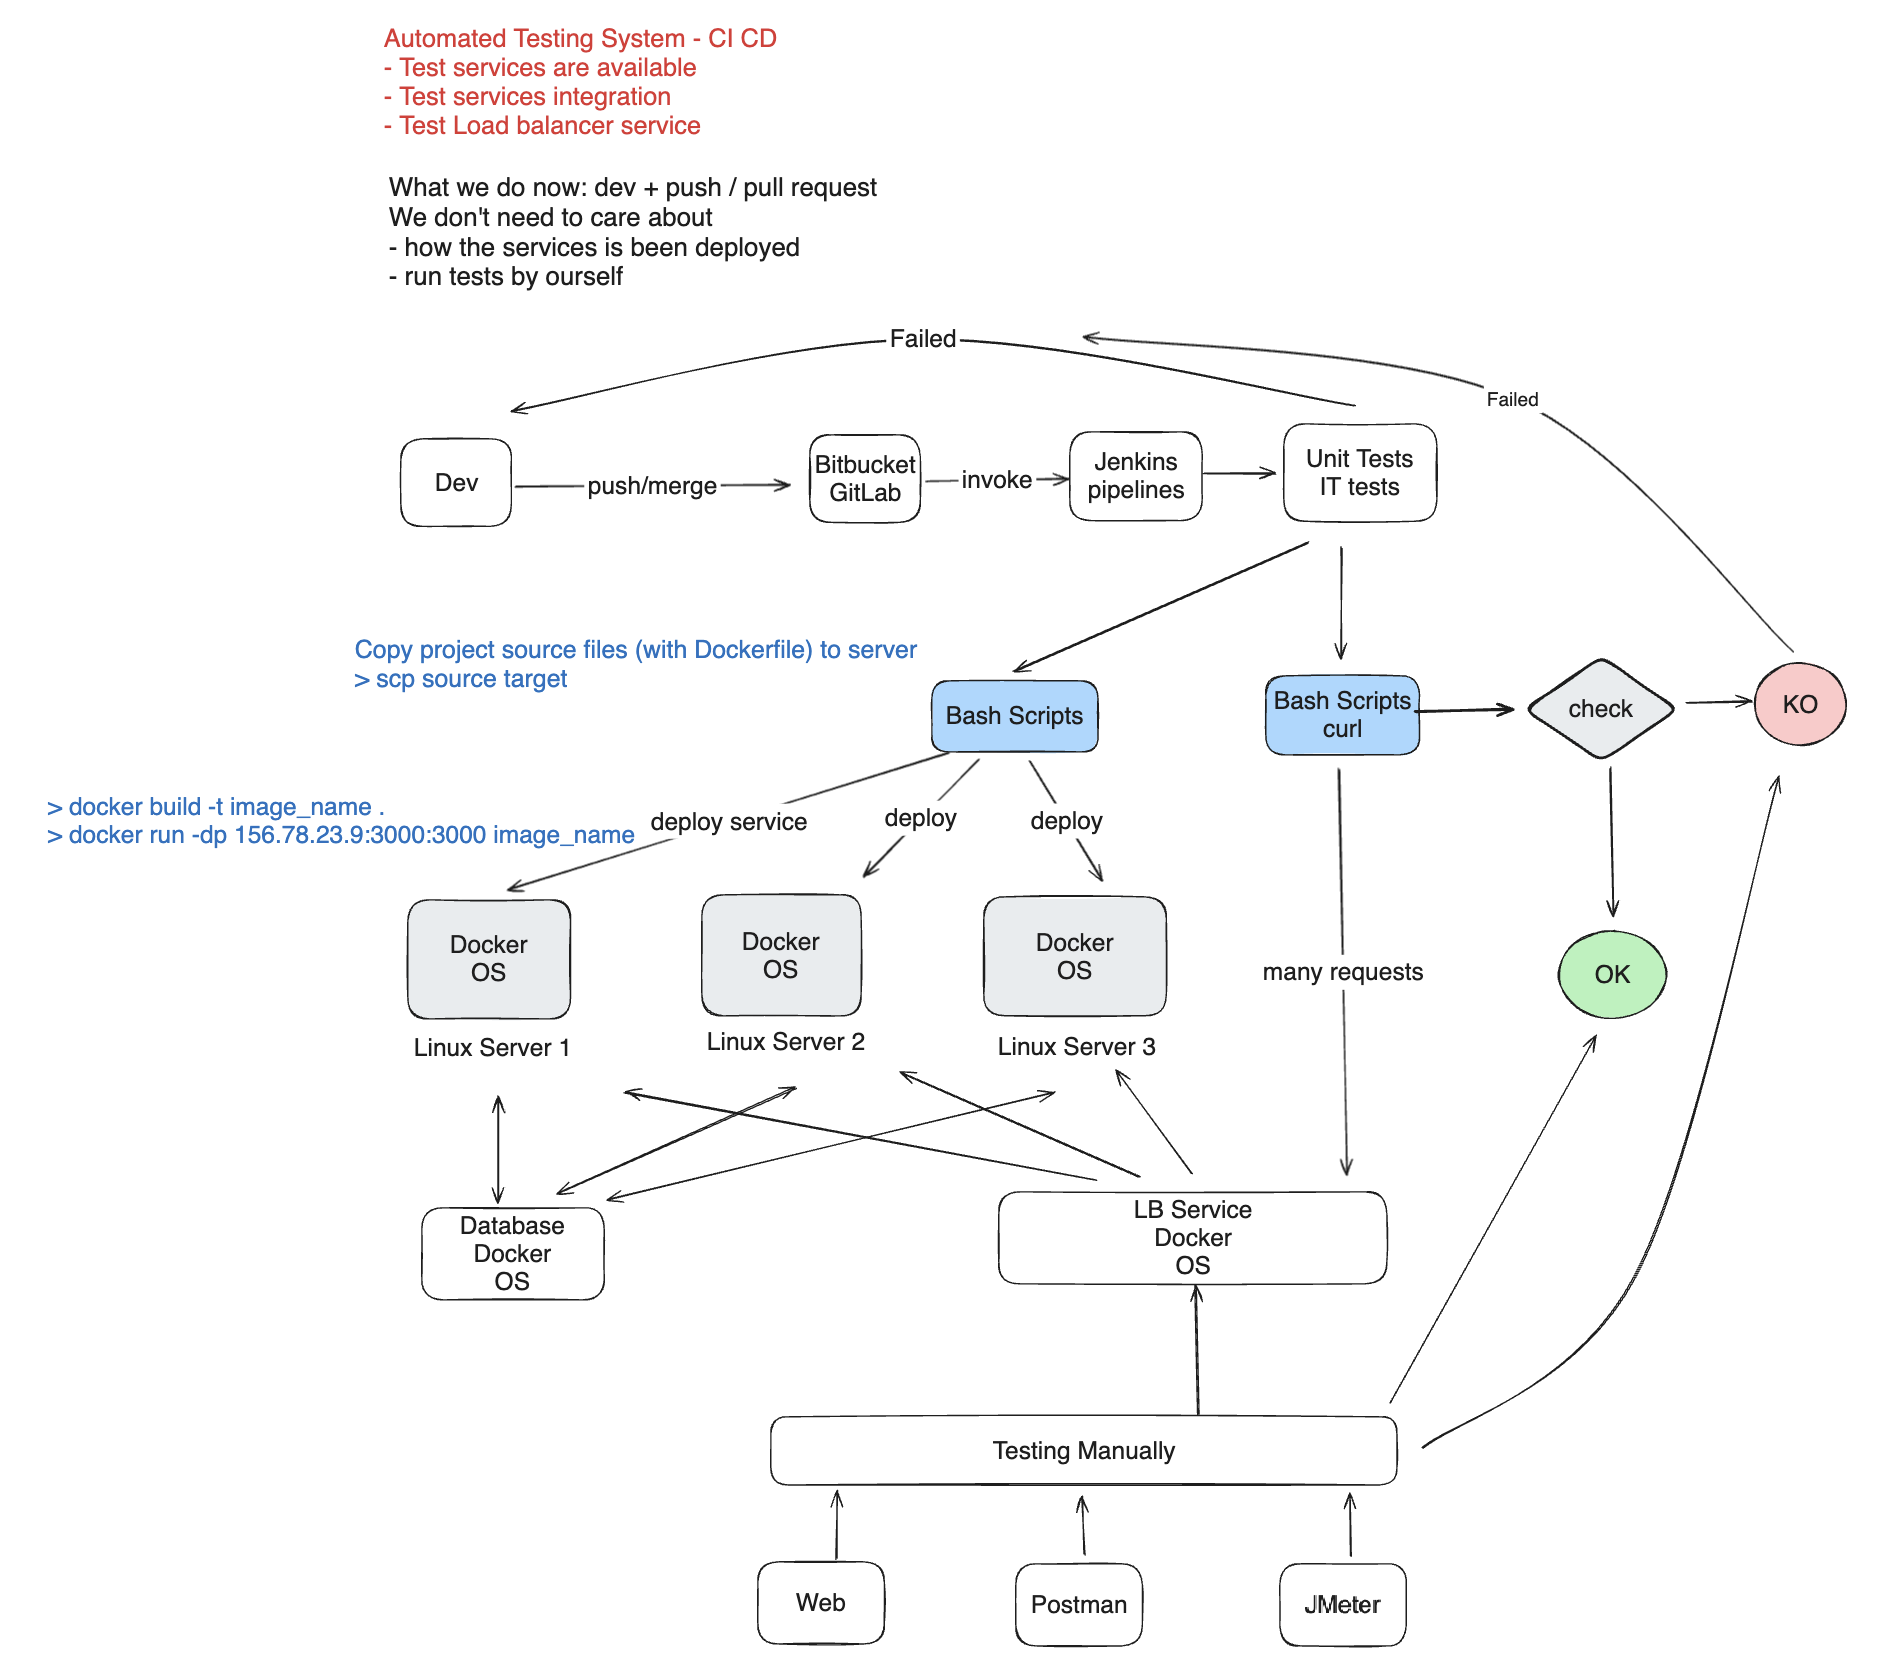 Automated Testing System - CI CD
- Test services are available
- Test services integration
- Test Load balancer service
What we do now: dev + push / pull request
We don't need to care about
- how the services is been deployed
- run tests by ourself
Failed
Failed
Dev
push/merge
Bitbucket
GitLab
invoke
Jenkins
pipelines
Unit Tests
IT tests
Copy project source files (with Dockerfile) to server
> scp source target
Bash Scripts
Bash Scripts
curl
check
KO
> docker build -t image_name .
> docker run -dp 156.78.23.9:3000:3000 image_name
deploy service
deploy
deploy
Docker
OS
Docker
OS
Docker
OS
many requests
OK
Linux Server 1
Linux Server 2
Linux Server 3
Database
Docker
OS
LB Service
Docker
OS
Testing Manually
Web
Postman
JMeter